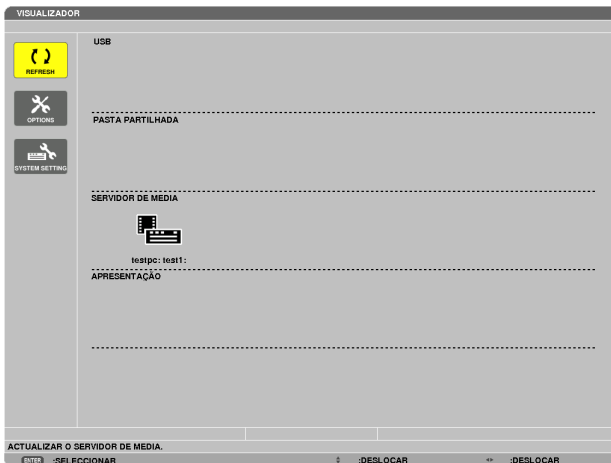 VISUALIZADOR
USB
REFRESH
OPTIONS
PASTA PARTILHADA
SYSTEM SETTING
SERVIDOR DE MEDIA
testpc: test1:
APRESENTAÇÃO
ACTUALIZAR O SERVIDOR DE MEDIA.
ENTER :SELECCIONAR :DESLOCAR :DESLOCAR